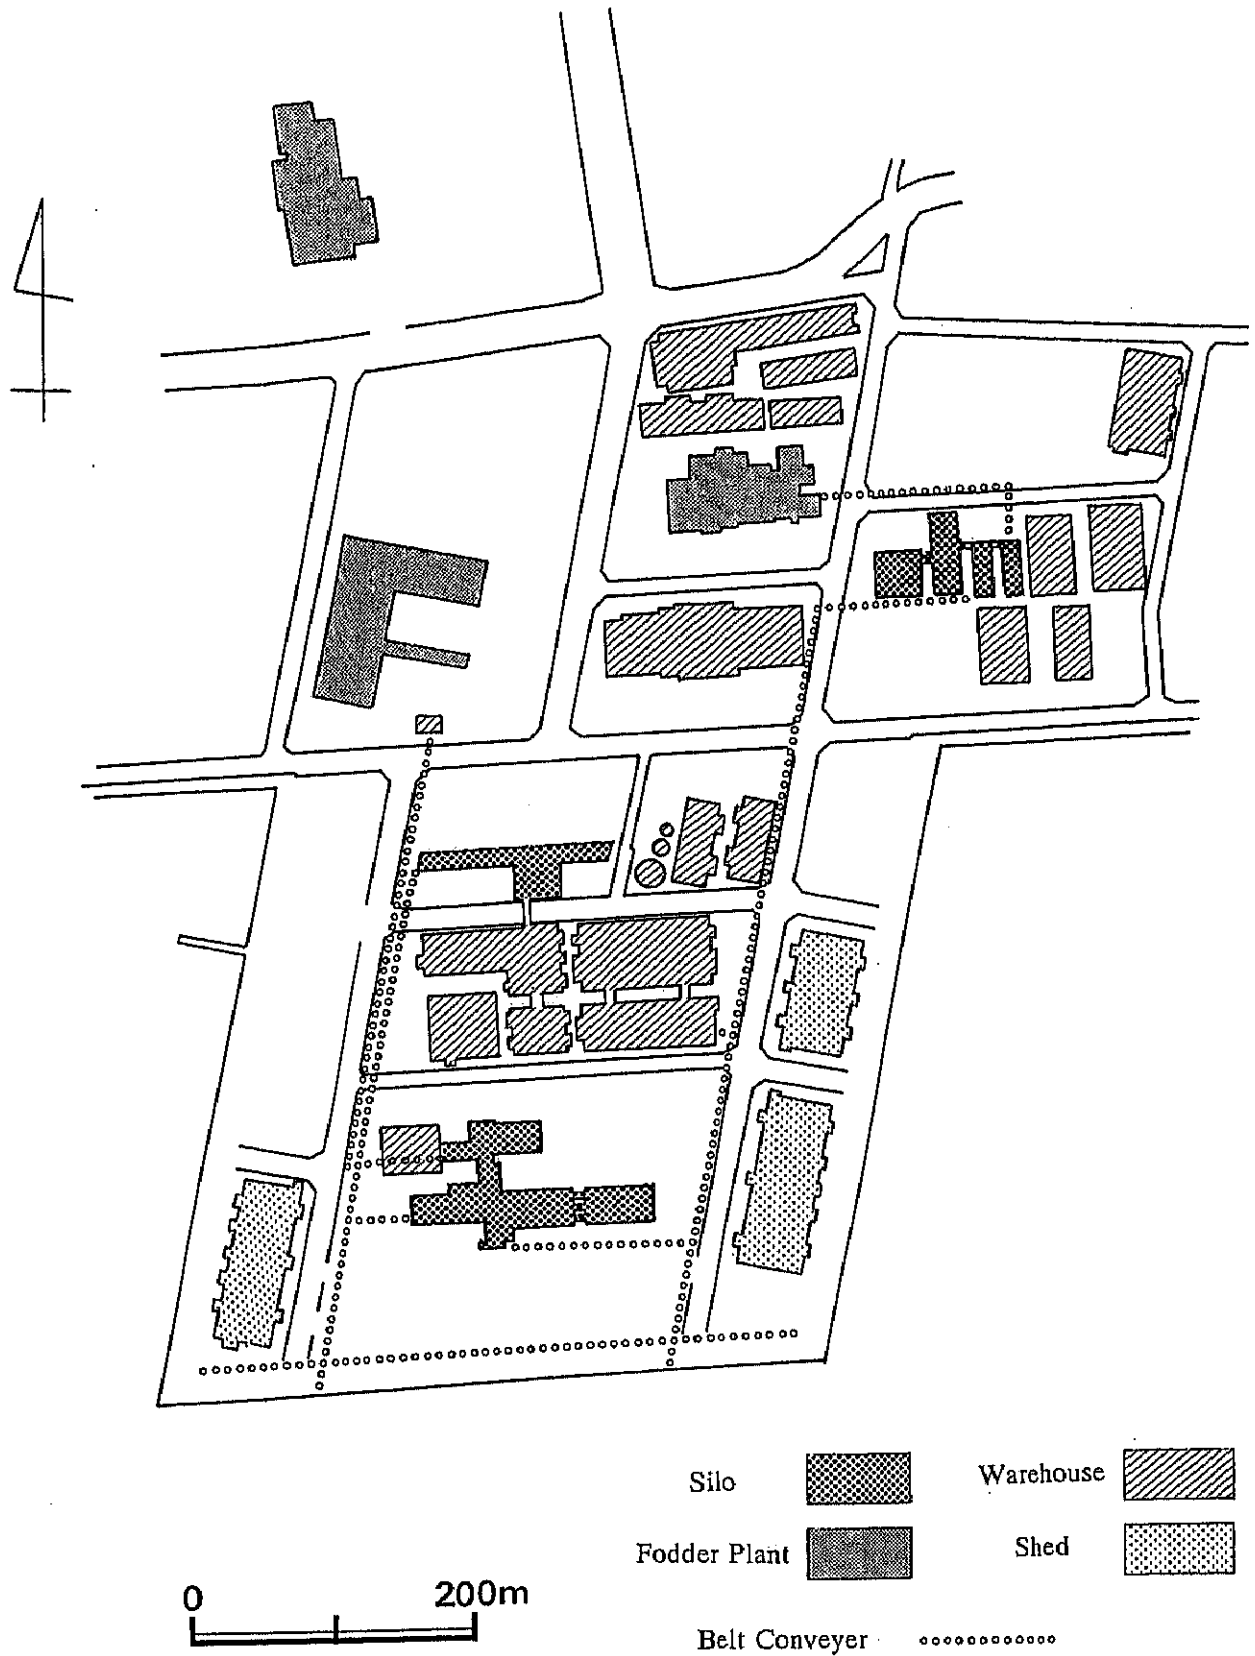 Silo
Warehouse
Fodder Plant
Shed
0 200m
Belt Conveyer